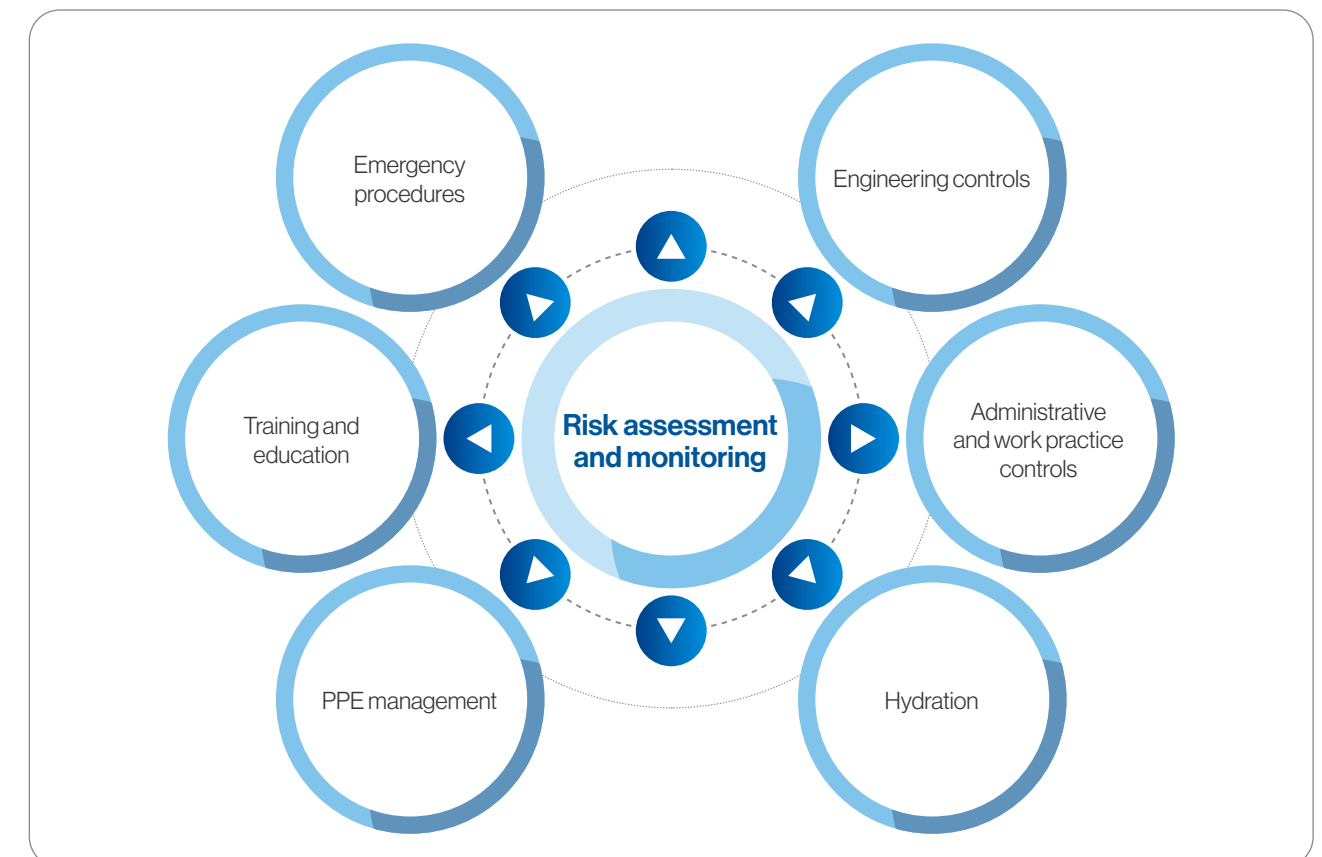 Emergency
procedures
Engineering controls
Training and
education
Risk assessment
and monitoring
Administrative
and work practice
controls
PPE management
Hydration